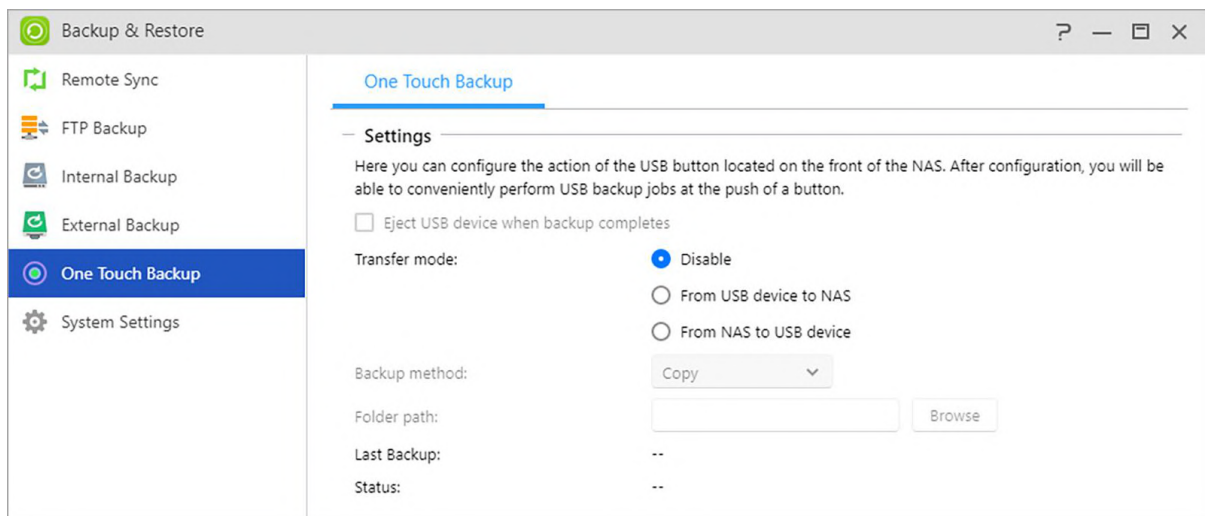 Backup & Restore
Remote Sync
FTP Backup
Internal Backup
External Backup
One Touch Backup
System Settings
One Touch Backup
Settings
Here you can configure the action of the USB button located on the front of the NAS. After configuration, you will be
able to conveniently perform USB backup jobs at the push of a button.
Eject USB device when backup completes
Transfer mode:
Disable
From USB device to NAS
From NAS to USB device
Backup method:
Copy
Folder path:
Browse
Last Backup:
--
Status:
--